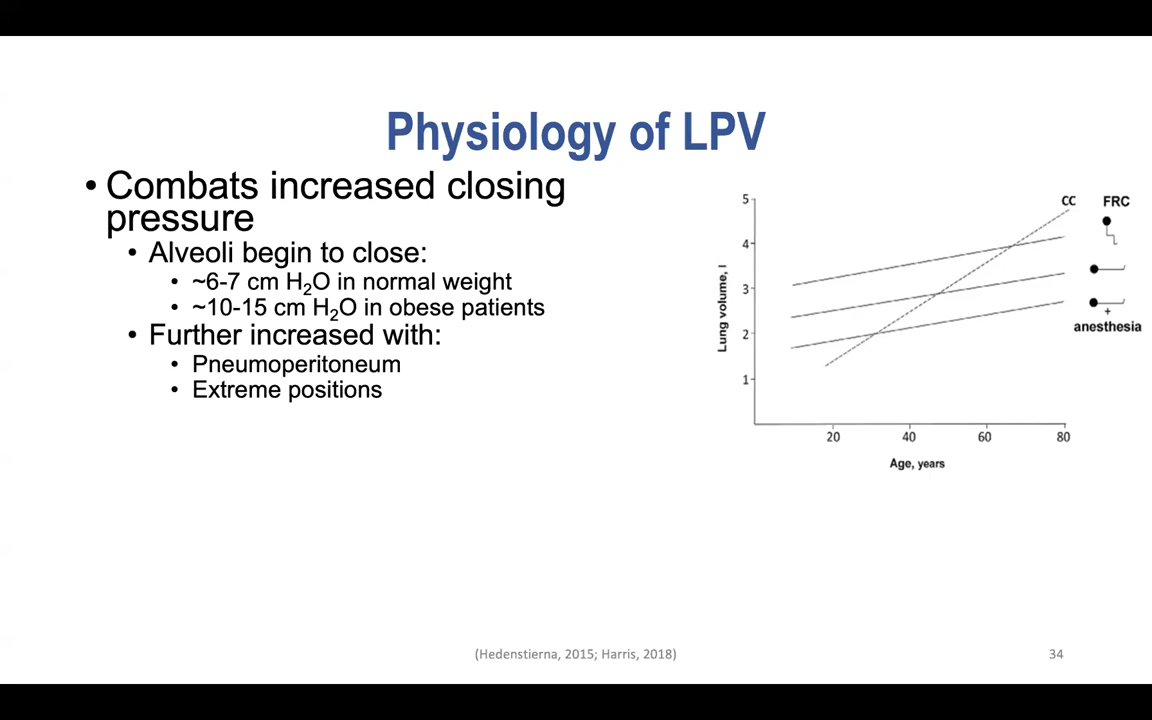 Physiology of LPV
• Combats increased closing
pressure
• Alveoli begin to close:
• ~6-7 cm H₂O in normal weight
• ~10-15 cm H₂O in obese patients
• Further increased with:
• Pneumoperitoneum
• Extreme positions
CC FRC
5
4
3
2
1
Lung volume, l
+
anesthesia
20 40 60 80
Age, years
(Hedenstierna, 2015; Harris, 2018)
34